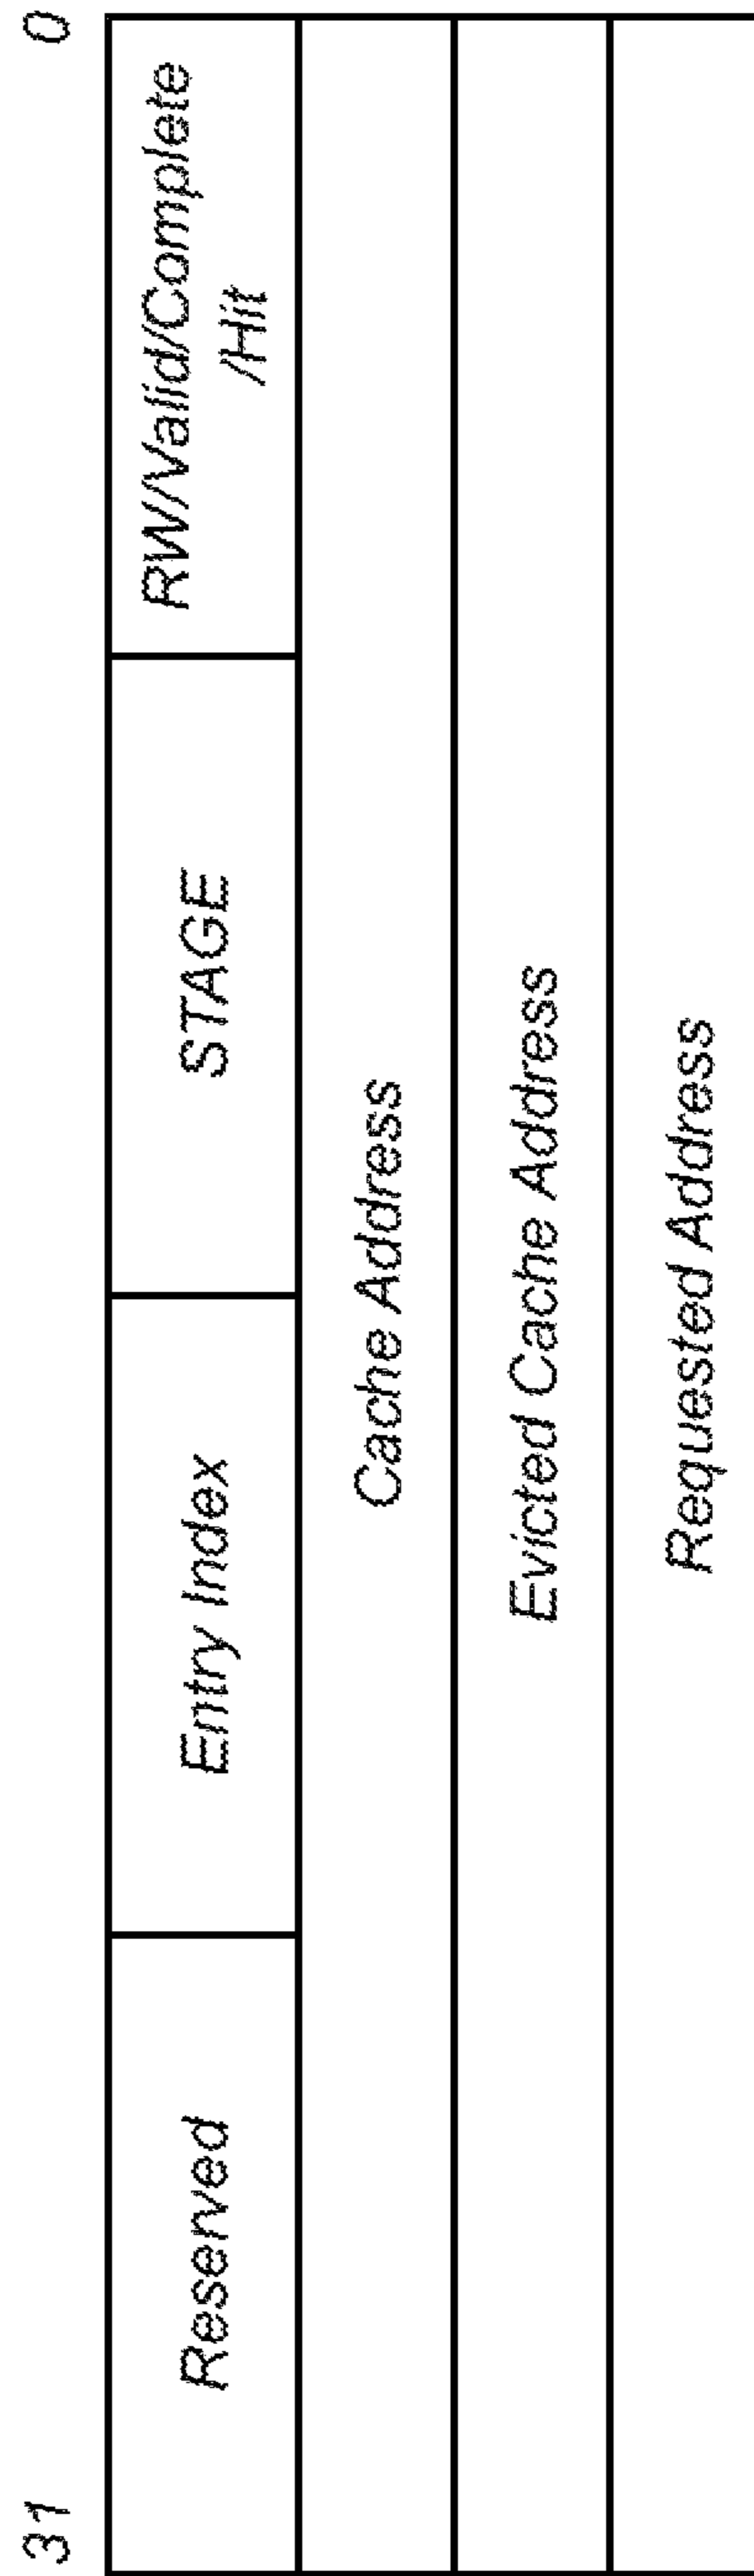 31 0
Reserved Entry Index STAGE RW/Valid/Complete
/Hit
Cache Address
Evicted Cache Address
Requested Address